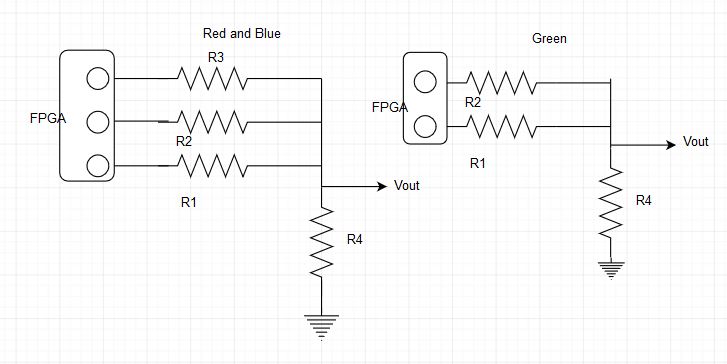 Red and Blue
R3
FPGA
R2
R1
Vout
R4
Green
FPGA
R2
R1
Vout
R4